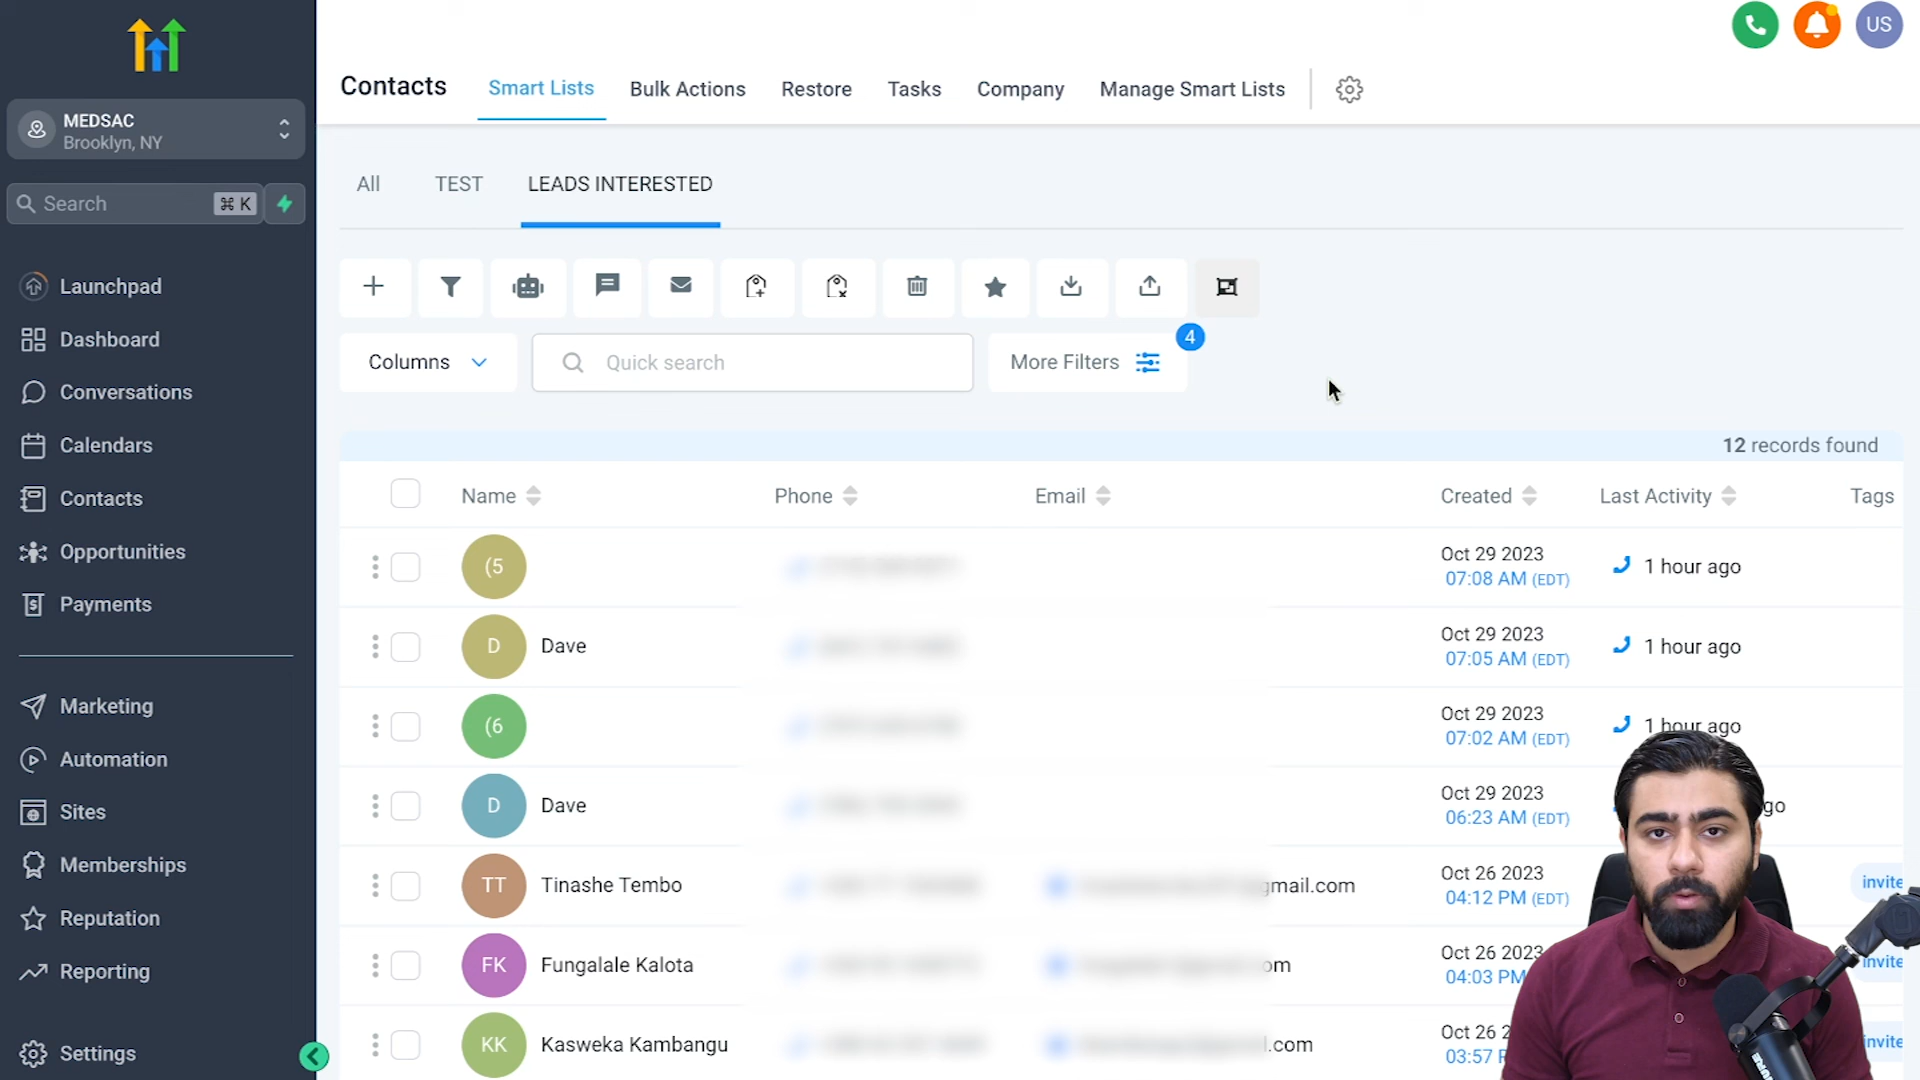 US
Contacts Smart Lists Bulk Actions Restore Tasks Company Manage Smart Lists
MEDSAC
Brooklyn, NY
Search ⌘ K
Launchpad
Dashboard
Conversations
Calendars
Contacts
Opportunities
Payments
Marketing
Automation
Sites
Memberships
Reputation
Reporting
Settings
All TEST LEADS INTERESTED
4
Columns Quick search More Filters
12 records found
Name Phone Email Created Last Activity Tags
(5 Oct 29 2023 1 hour ago
07:08 AM (EDT)
D Dave Oct 29 2023 1 hour ago
07:05 AM (EDT)
(6 Oct 29 2023 1 hour ago
07:02 AM (EDT)
D Dave Oct 29 2023 go
06:23 AM (EDT)
TT Tinashe Tembo gmail.com Oct 26 2023 invite
04:12 PM (EDT)
FK Fungalale Kalota om Oct 26 2023 invite
04:03 PM
KK Kasweka Kambangu .com Oct 26 2 invite
03:57